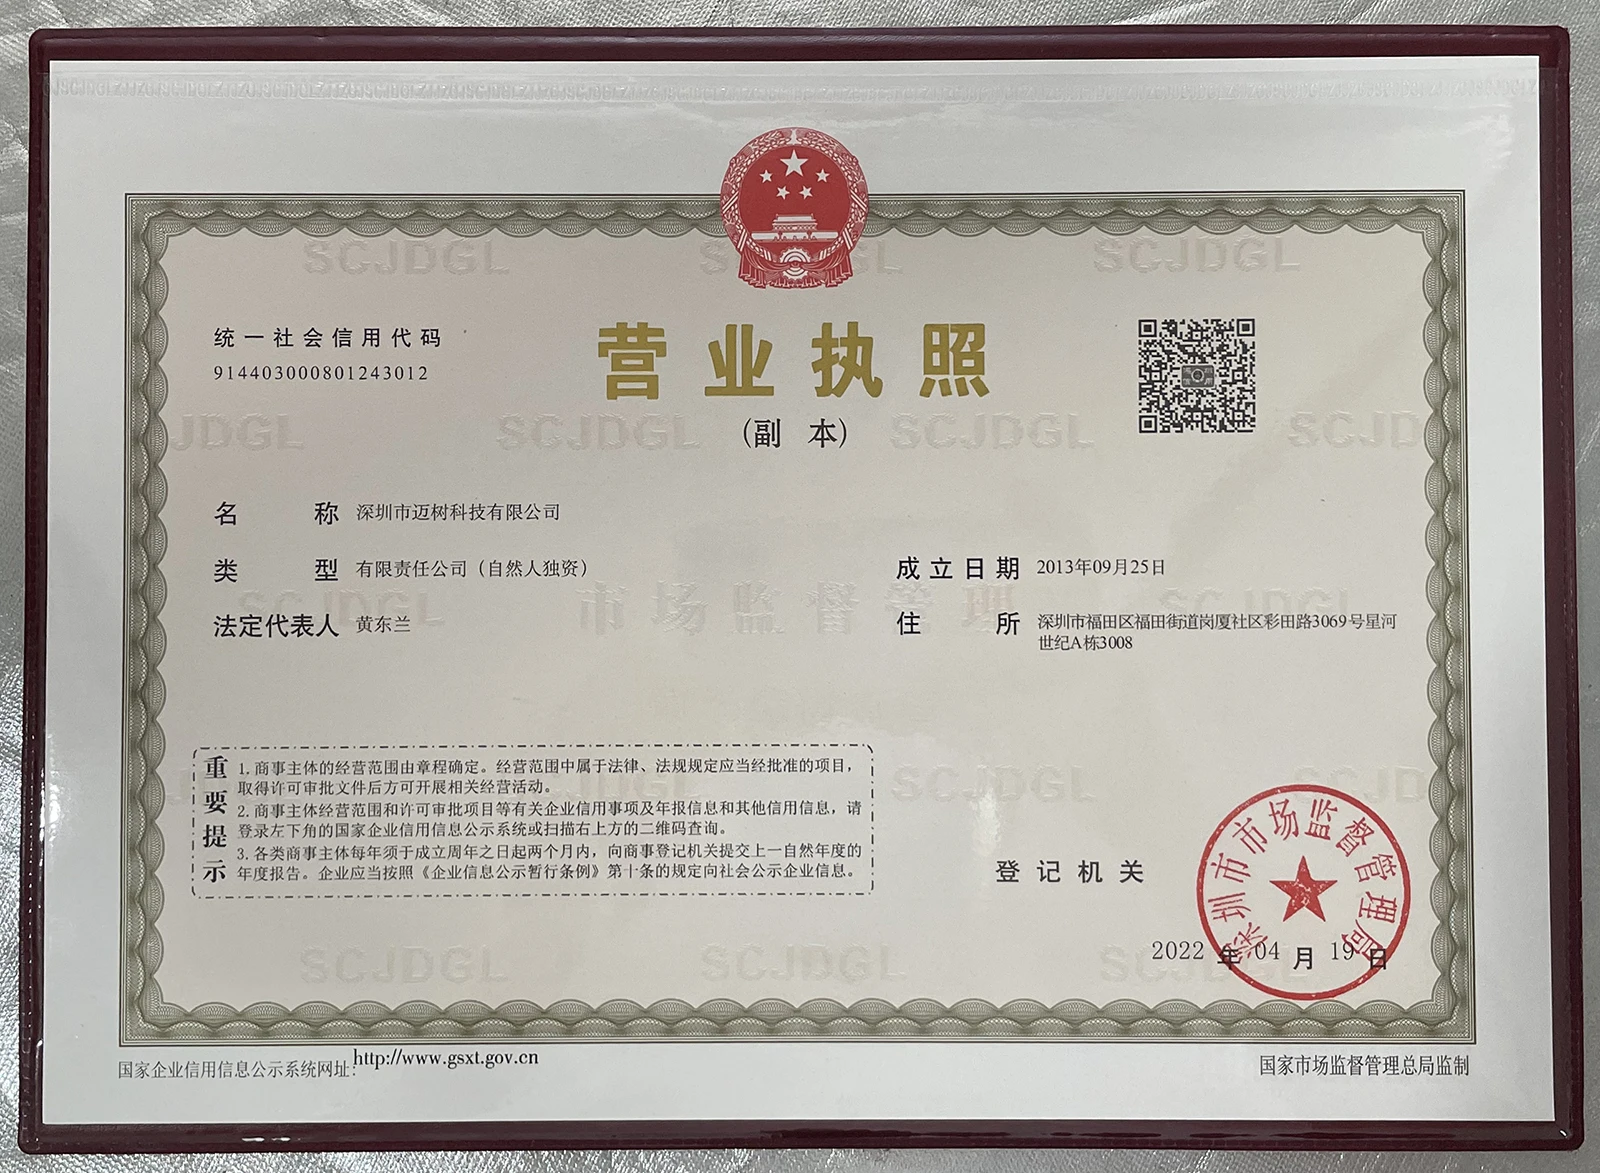 统一社会信用代码
914403000801243012
营业执照
(副 本)
名 称 深圳市迈树科技有限公司
类 型 有限责任公司（自然人独资）
法定代表人 黄东兰
成立日期 2013年09月25日
住 所 深圳市福田区福田街道岗厦社区彩田路3069号星河
世纪A栋3008
重要提示
1.商事主体的经营范围由章程确定。经营范围中属于法律、法规规定应当经批准的项目，
取得许可审批文件后方可开展相关经营活动。
2.商事主体经营范围和许可审批项目等有关企业信用事项及年报信息和其他信用信息，请
登录左下角的国家企业信用信息公示系统或扫描右上方的二维码查询。
3.各类商事主体每年须于成立周年之日起两个月内，向商事登记机关提交上一自然年度的
年度报告。企业应当按照《企业信息公示暂行条例》第十条的规定向社会公示企业信息。
登记机关
深圳市市场监督管理局
2022 年 04 月 19 日
国家企业信用信息公示系统网址:http://www.gsxt.gov.cn
国家市场监督管理总局监制
SCJDGL
市场监督管理